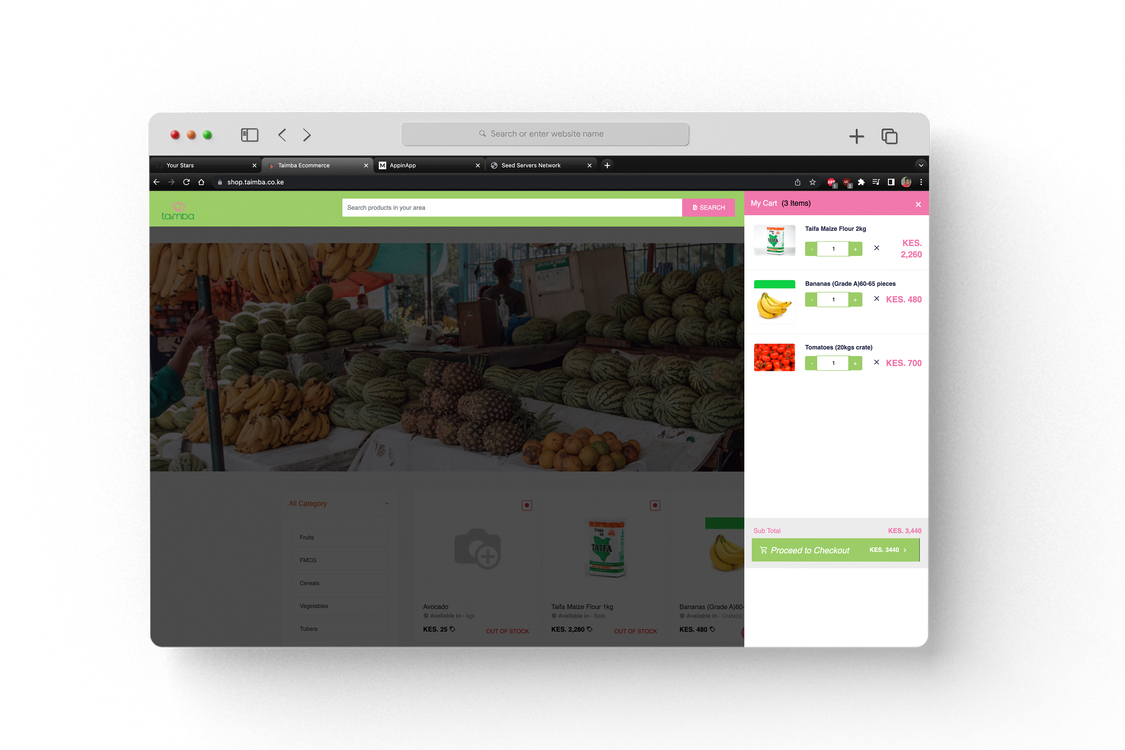 Search or enter website name
Your Stars
Taimba Ecommerce
M AppinApp
Seed Servers Network
shop.taimba.co.ke
taimba
Search products in your area
SEARCH
My Cart (3 Items)
Taifa Maize Flour 2kg
- 1 +
KES. 2,260
Bananas (Grade A)60-65 pieces
- 1 +
KES. 480
Tomatoes (20kgs crate)
- 1 +
KES. 700
Sub Total KES. 3,440
Proceed to Checkout KES. 3440
All Category
Fruits
FMCG
Cereals
Vegetables
Tubers
TAIFA
Avocado
Available in - kgs
KES. 25
OUT OF STOCK
Taifa Maize Flour 1kg
Available in - Bale
KES. 2,280
OUT OF STOCK
Bananas (Grade A)60-
Available in - Crate(s)
KES. 480